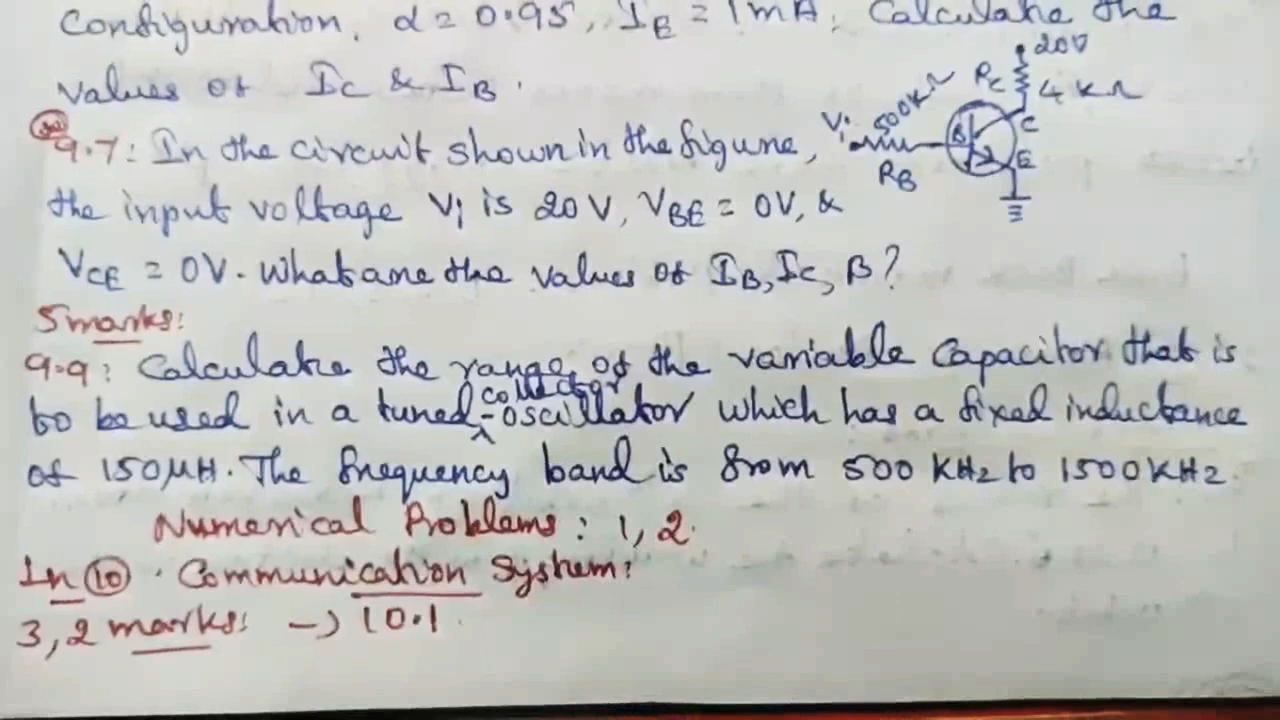 Configuration, α = 0.95, IE = 1mA. Calculate the
values of IC & IB.
9.7: In the circuit shown in the figure,
the input voltage Vi is 20V, VBE = 0V, &
VCE = 0V. What are the values of IB, IC, β?
20V
RC
4 kΩ
Vi
500kΩ
RB
B
C
E
5 marks:
9.9: Calculate the range of the variable Capacitor that is
to be used in a tuned-collector-oscillator which has a fixed inductance
of 150μH. The frequency band is from 500 KHz to 1500 KHz.
Numerical Problems: 1, 2.
In 10. Communication System:
3, 2 marks: → 10.1.